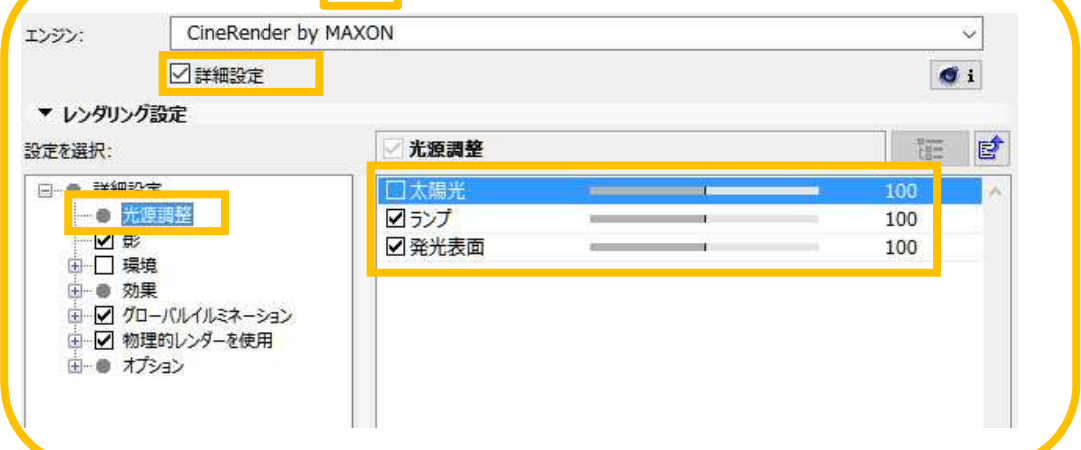 エンジン: CineRender by MAXON
詳細設定 i
▼ レンダリング設定
設定を選択: 光源調整
詳細設定
光源調整
影
環境
効果
グローバルイルミネーション
物理的レンダーを使用
オプション
太陽光 100
ランプ 100
発光表面 100